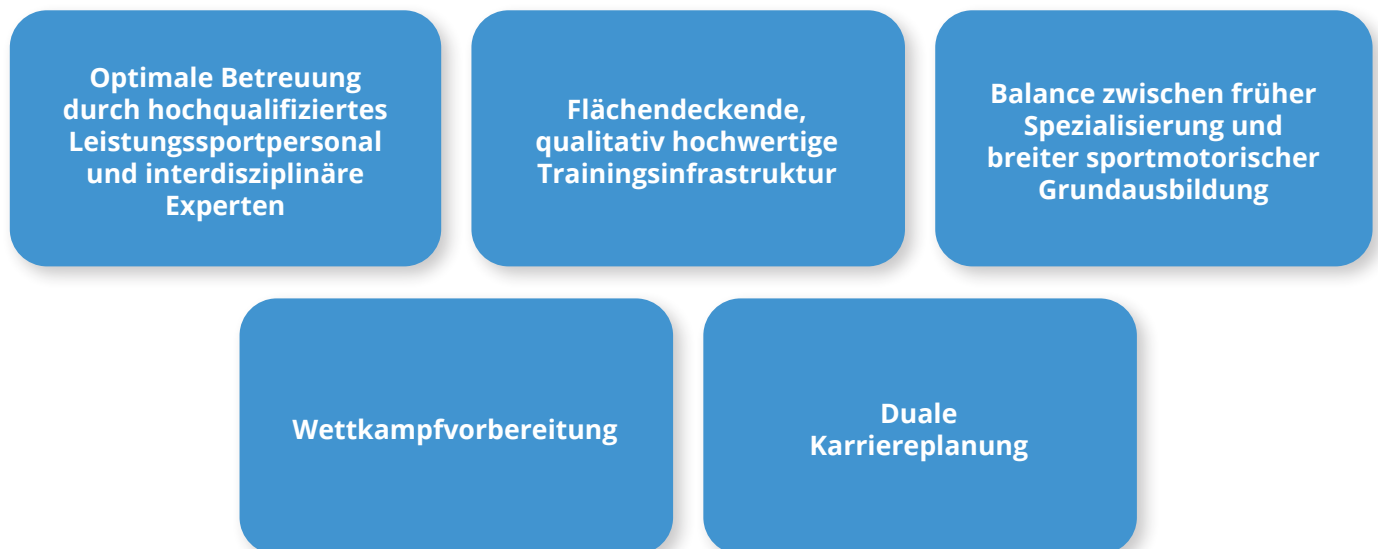 Optimale Betreuung
durch hochqualifiziertes
Leistungssportpersonal
und interdisziplinäre
Experten
Flächendeckende,
qualitativ hochwertige
Trainingsinfrastruktur
Balance zwischen früher
Spezialisierung und
breiter sportmotorischer
Grundausbildung
Wettkampfvorbereitung
Duale
Karriereplanung